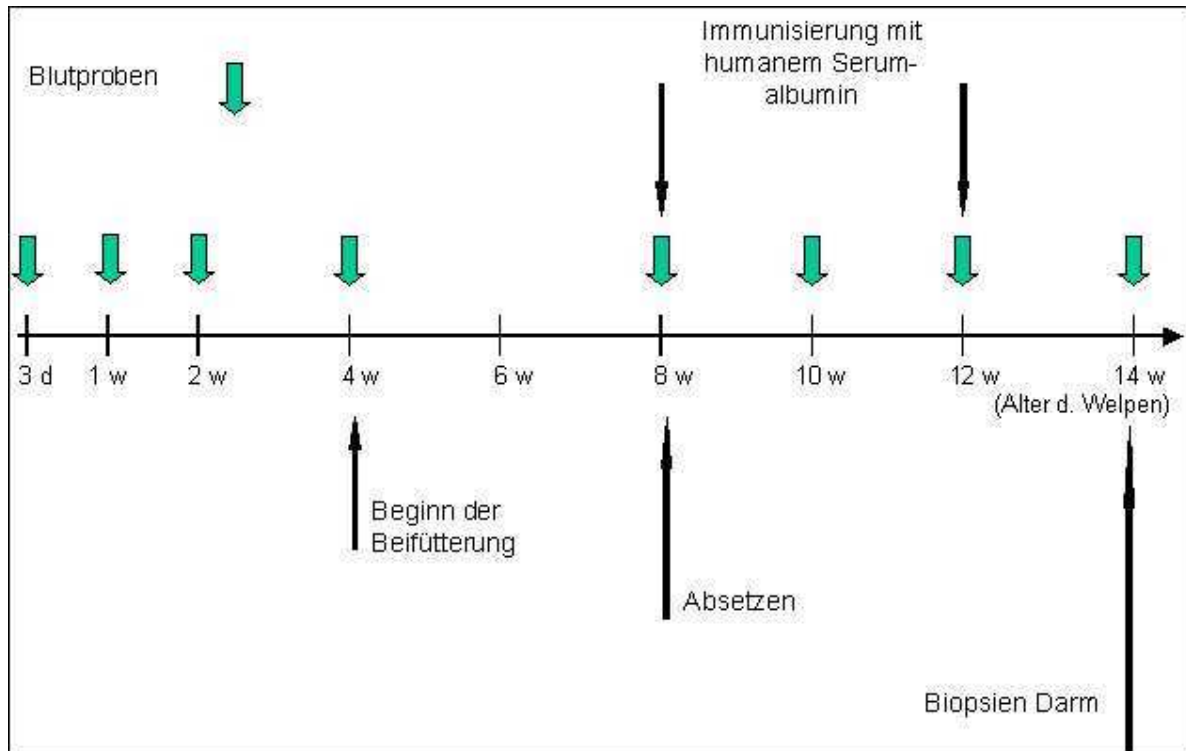 Immunisierung mit
humanem Serum-
albumin
Blutproben
3 d 1 w 2 w 4 w 6 w 8 w 10 w 12 w 14 w
(Alter d. Welpen)
Beginn der
Beifütterung
Absetzen
Biopsien Darm